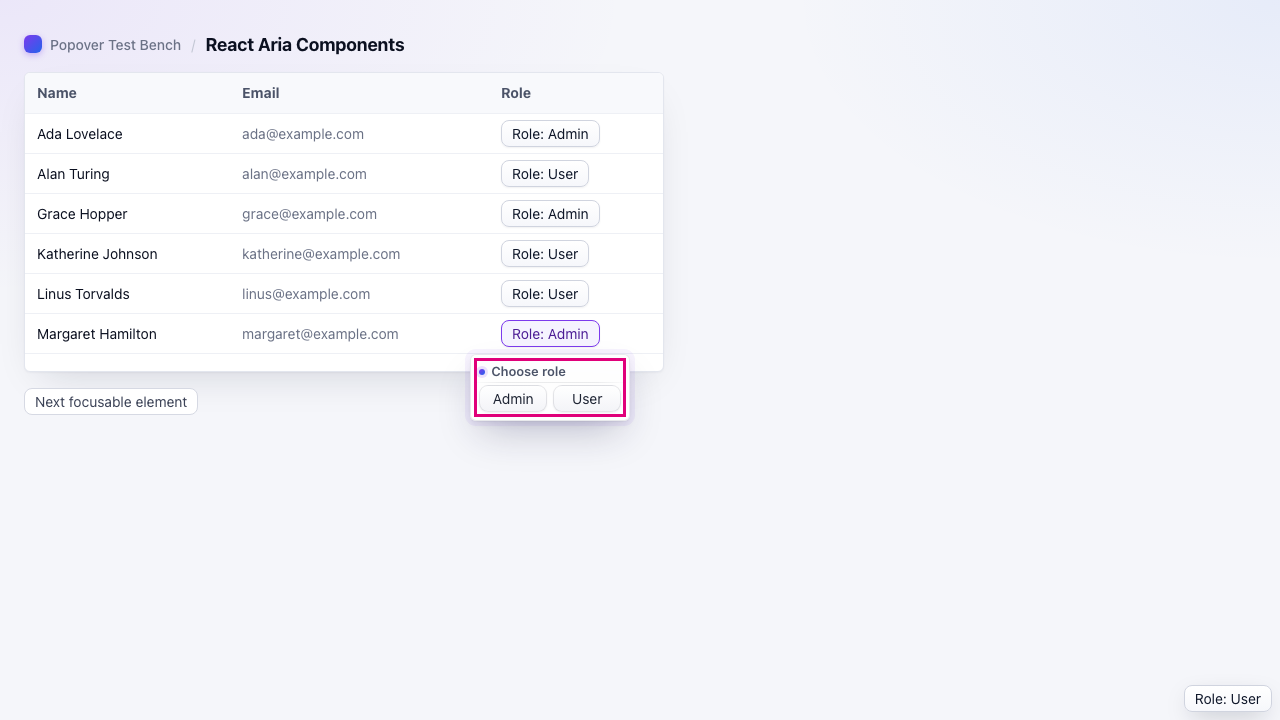 Popover Test Bench / React Aria Components
Name Email Role
Ada Lovelace ada@example.com Role: Admin
Alan Turing alan@example.com Role: User
Grace Hopper grace@example.com Role: Admin
Katherine Johnson katherine@example.com Role: User
Linus Torvalds linus@example.com Role: User
Margaret Hamilton margaret@example.com Role: Admin
Choose role
Admin User
Next focusable element
Role: User